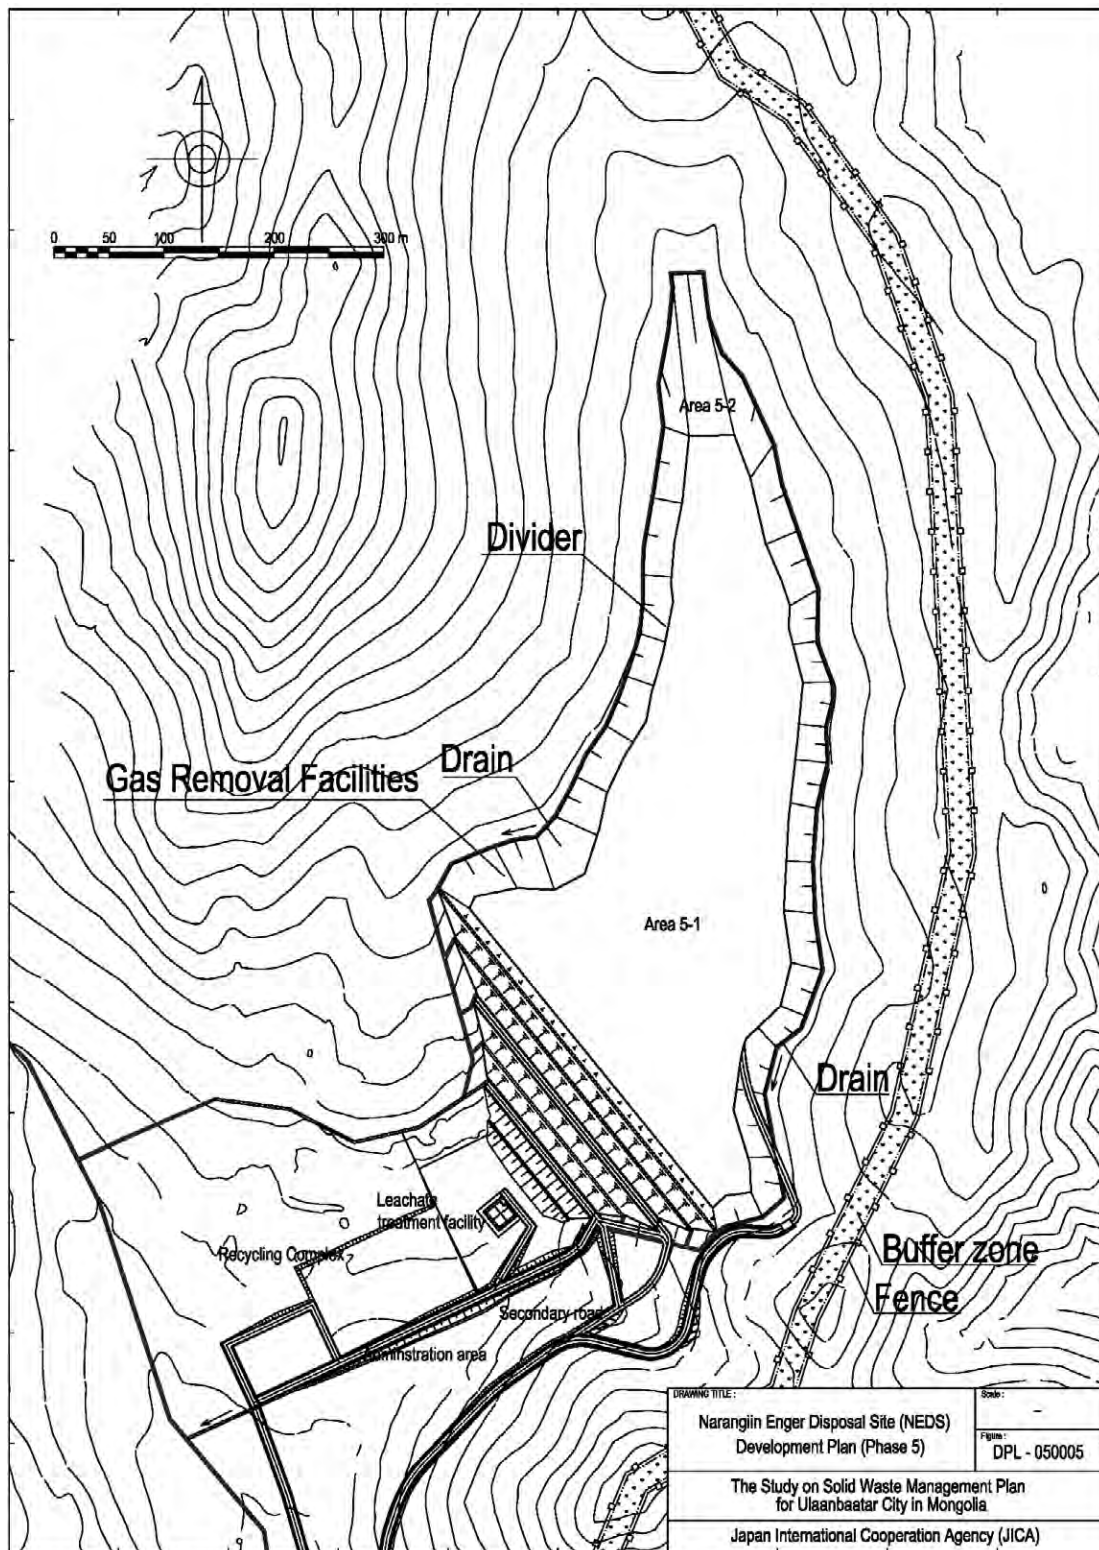 0 50 100 200 300 m
Area 5-2
Divider
Drain
Gas Removal Facilities
Area 5-1
Drain
Leachate
treatment facility
Recycling Complex
Buffer zone
Fence
Secondary road
Adminstration area
DRAWING TITLE :
Narangiin Enger Disposal Site (NEDS)
Development Plan (Phase 5)
Scale :
-
Figure :
DPL - 050005
The Study on Solid Waste Management Plan
for Ulaanbaatar City in Mongolia
Japan International Cooperation Agency (JICA)